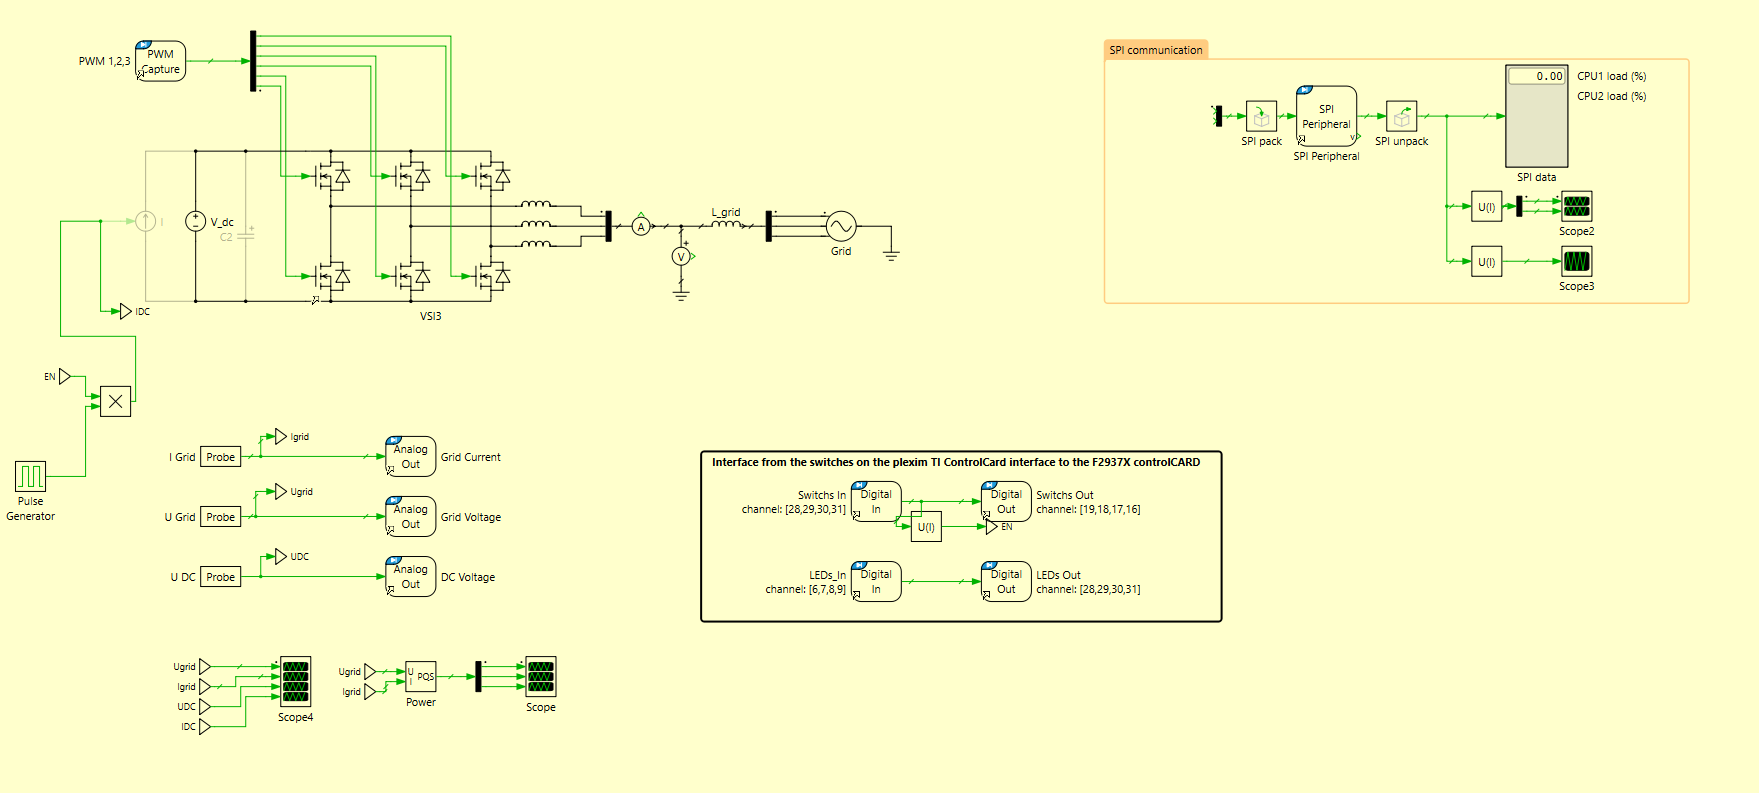 PWM 1,2,3
PWM
Capture
SPI communication
0.00
CPU1 load (%)
CPU2 load (%)
SPI
Peripheral
v
SPI pack
SPI Peripheral
SPI unpack
SPI data
U(I)
Scope2
U(I)
Scope3
I
V_dc
C2
L_grid
A
V
Grid
IDC
VSI3
EN
Pulse
Generator
I Grid
Probe
Igrid
Analog
Out
Grid Current
U Grid
Probe
Ugrid
Analog
Out
Grid Voltage
U DC
Probe
UDC
Analog
Out
DC Voltage
Interface from the switches on the plexim TI ControlCard interface to the F2937X controlCARD
Switchs In
channel: [28,29,30,31]
Digital
In
U(I)
Digital
Out
EN
Switchs Out
channel: [19,18,17,16]
LEDs_In
channel: [6,7,8,9]
Digital
In
Digital
Out
LEDs Out
channel: [28,29,30,31]
Ugrid
Igrid
UDC
IDC
Scope4
Ugrid
Igrid
U
I
PQS
Power
Scope